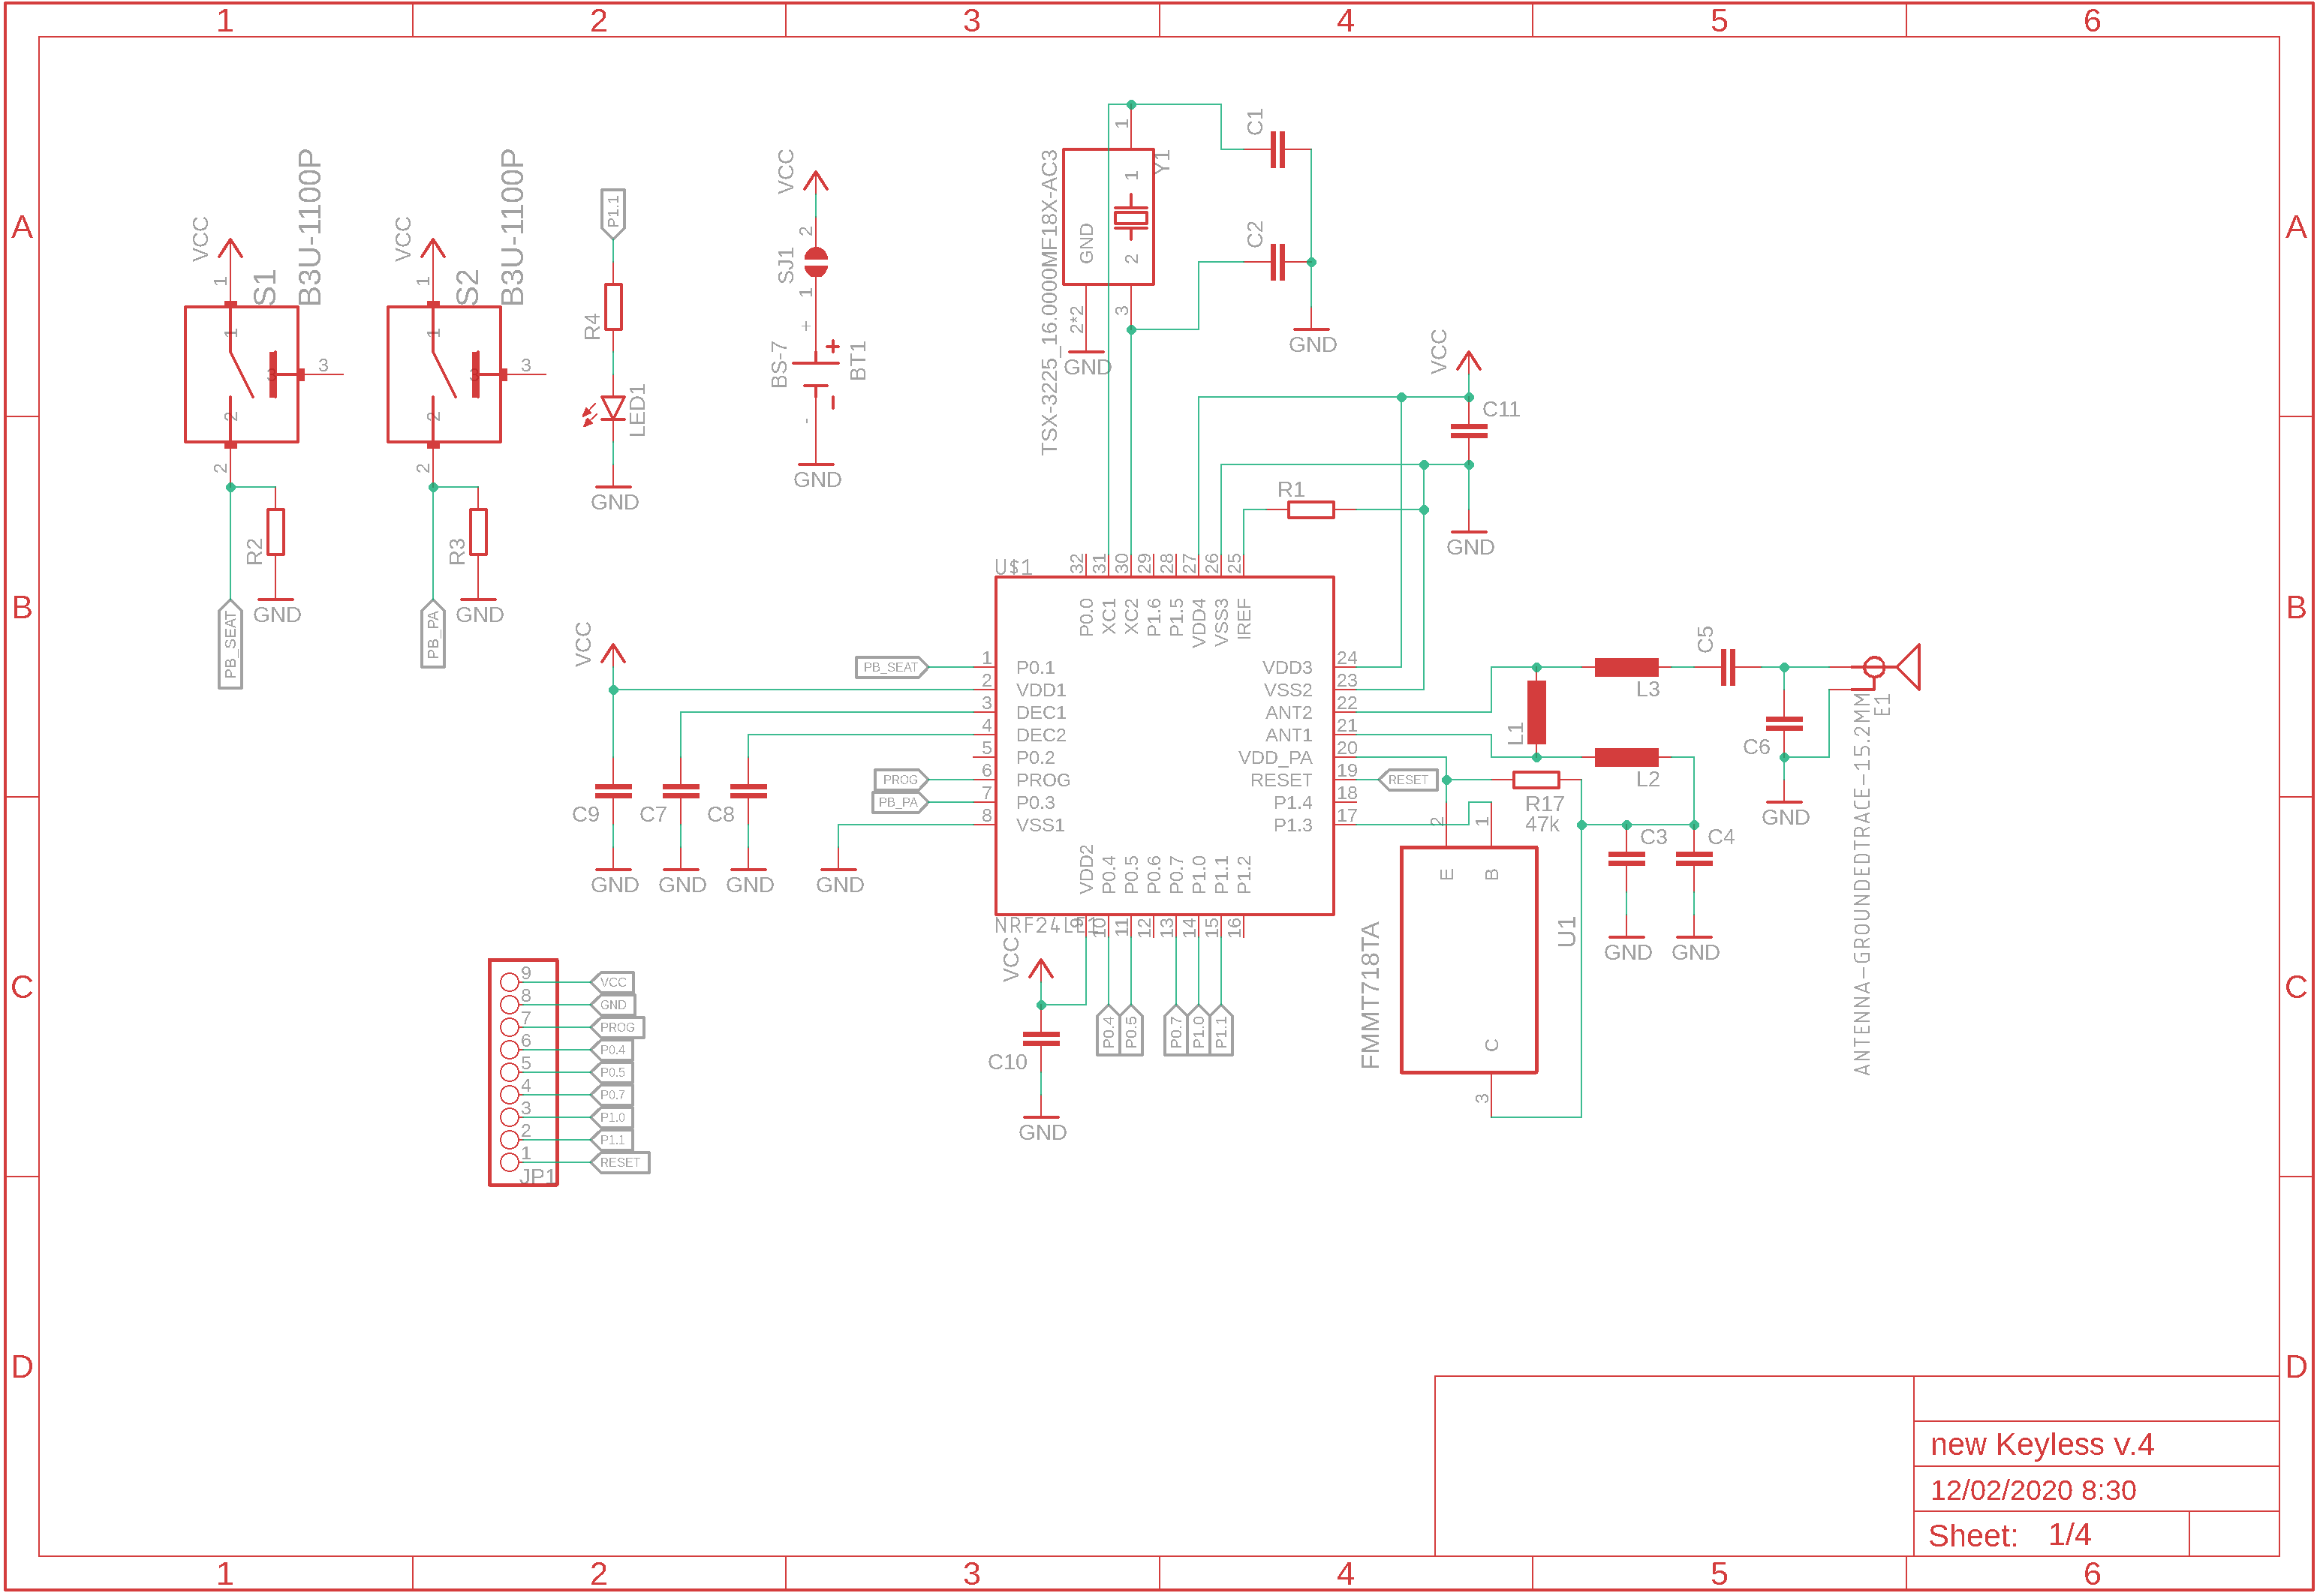 1 2 3 4 5 6
A
B
C
D
A
B
C
D
1 2 3 4 5 6
VCC
1
S1
B3U-1100P
1
3
3
2
2
R2
GND
PB_SEAT
VCC
1
S2
B3U-1100P
1
3
3
2
2
R3
GND
PB_PA
P1.1
R4
LED1
GND
VCC
2
SJ1
1
+
BS-7
BT1
-
GND
TSX-3225_16.0000MF18X-AC3
1
Y1
1
GND
2
2*2
3
GND
C1
C2
GND
VCC
C11
GND
R1
U$1
32 31 30 29 28 27 26 25
P0.0 XC1 XC2 P1.6 P1.5 VDD4 VSS3 IREF
PB_SEAT 1 P0.1
2 VDD1
3 DEC1
4 DEC2
5 P0.2
PROG 6 PROG
PB_PA 7 P0.3
8 VSS1
VDD3 24
VSS2 23
ANT2 22
ANT1 21
VDD_PA 20
RESET 19 RESET
P1.4 18
P1.3 17
VDD2 P0.4 P0.5 P0.6 P0.7 P1.0 P1.1 P1.2
NRF24LE1
9 10 11 12 13 14 15 16
VCC
C9
GND
C7
GND
C8
GND
GND
VCC
C10
GND
P0.4
P0.5
P0.7
P1.0
P1.1
L1
L3
L2
C5
C6
GND
E1
ANTENNA-GROUNDEDTRACE-15.2MM
R17
47k
C3
C4
GND
GND
2
1
E
B
C
3
U1
FMMT718TA
9 VCC
8 GND
7 PROG
6 P0.4
5 P0.5
4 P0.7
3 P1.0
2 P1.1
1 RESET
JP1
new Keyless v.4
12/02/2020 8:30
Sheet: 1/4